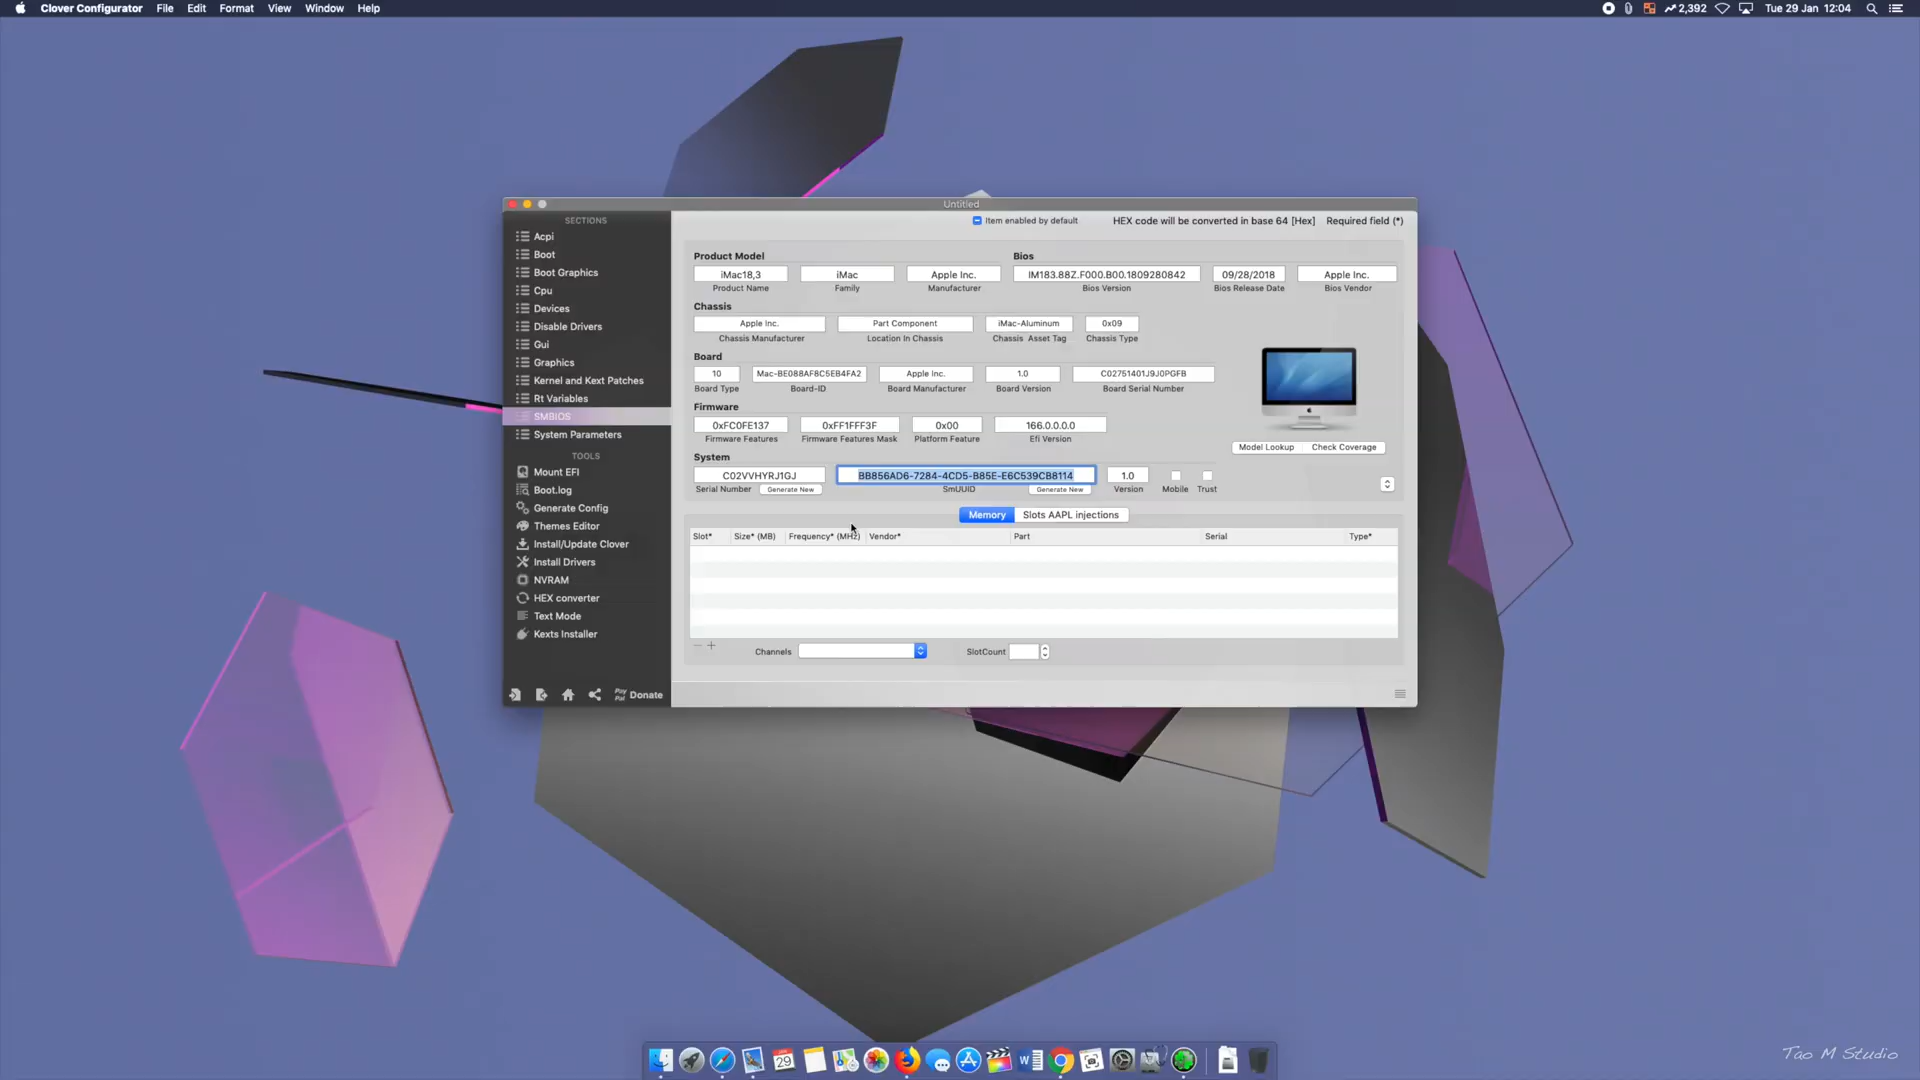 Clover Configurator File Edit Format View Window Help
2,392 Tue 29 Jan 12:04
Untitled
SECTIONS
Acpi
Boot
Boot Graphics
Cpu
Devices
Disable Drivers
Gui
Graphics
Kernel and Kext Patches
Rt Variables
SMBIOS
System Parameters
TOOLS
Mount EFI
Boot.log
Generate Config
Themes Editor
Install/Update Clover
Install Drivers
NVRAM
HEX converter
Text Mode
Kexts Installer
Pay Pal Donate
Item enabled by default HEX code will be converted in base 64 [Hex] Required field (*)
Product Model Bios
iMac18,3 iMac Apple Inc. IM183.88Z.F000.B00.1809280842 09/28/2018 Apple Inc.
Product Name Family Manufacturer Bios Version Bios Release Date Bios Vendor
Chassis
Apple Inc. Part Component iMac-Aluminum 0x09
Chassis Manufacturer Location In Chassis Chassis Asset Tag Chassis Type
Board
10 Mac-BE088AF8C5EB4FA2 Apple Inc. 1.0 C02751401J9J0PGFB
Board Type Board-ID Board Manufacturer Board Version Board Serial Number
Firmware
0xFC0FE137 0xFF1FFF3F 0x00 166.0.0.0.0
Firmware Features Firmware Features Mask Platform Feature Efi Version
Model Lookup Check Coverage
System
C02VVHYRJ1GJ BB856AD6-7284-4CD5-B85E-E6C539CB8114 1.0
Serial Number Generate New SmUUID Generate New Version Mobile Trust
Memory Slots AAPL injections
Slot* Size* (MB) Frequency* (MHz) Vendor* Part Serial Type*
Channels SlotCount
29
Tao M Studio